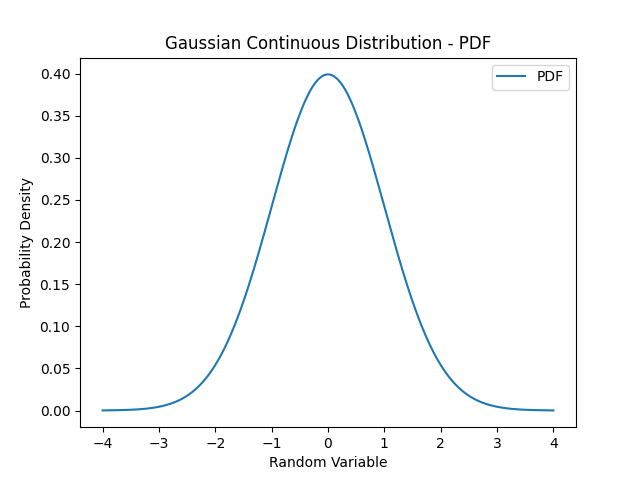 Gaussian Continuous Distribution - PDF
PDF
Probability Density
0.40
0.35
0.30
0.25
0.20
0.15
0.10
0.05
0.00
−4 −3 −2 −1 0 1 2 3 4
Random Variable